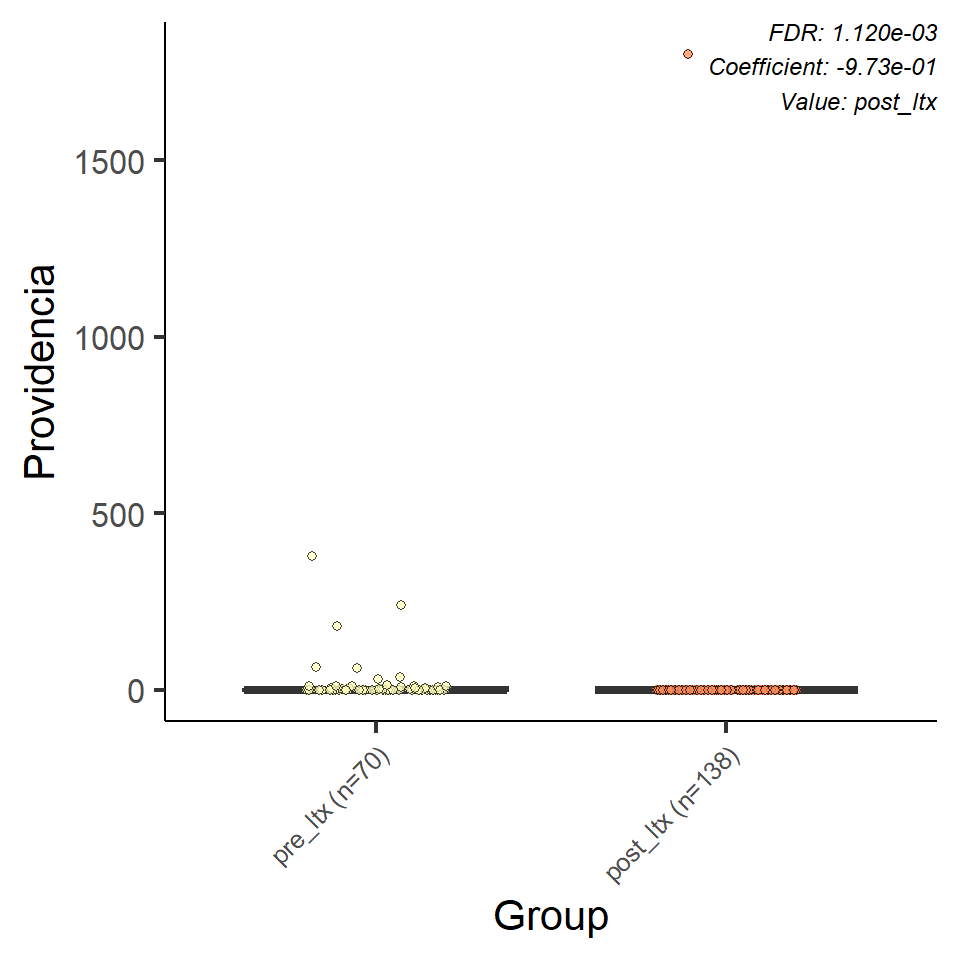 FDR: 1.120e-03
Coefficient: -9.73e-01
Value: post_ltx
1500
1000
500
0
Providencia
pre_ltx (n=70)
post_ltx (n=138)
Group